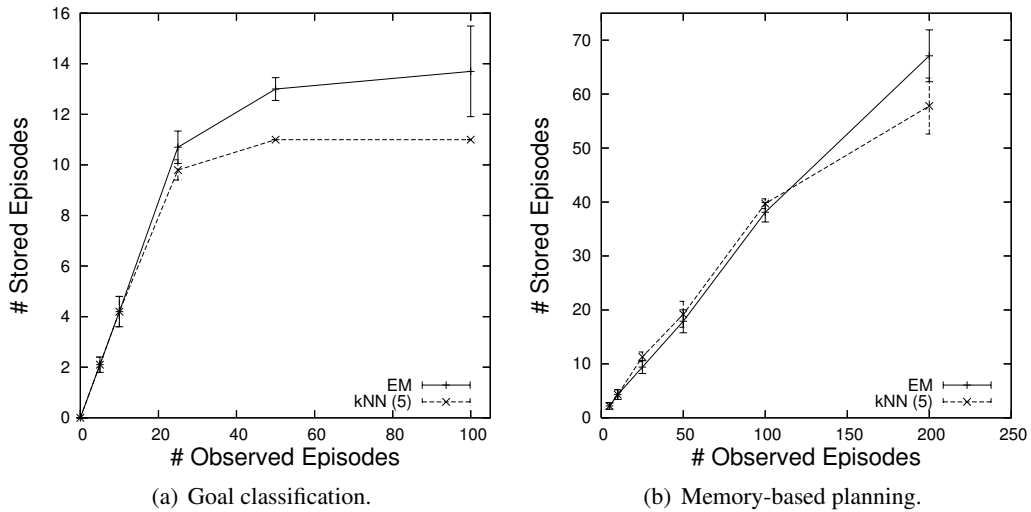 # Stored Episodes
16
14
12
10
8
6
4
2
0
EM
kNN (5)
0 20 40 60 80 100
# Observed Episodes
(a) Goal classification.
# Stored Episodes
70
60
50
40
30
20
10
0
EM
kNN (5)
0 50 100 150 200 250
# Observed Episodes
(b) Memory-based planning.